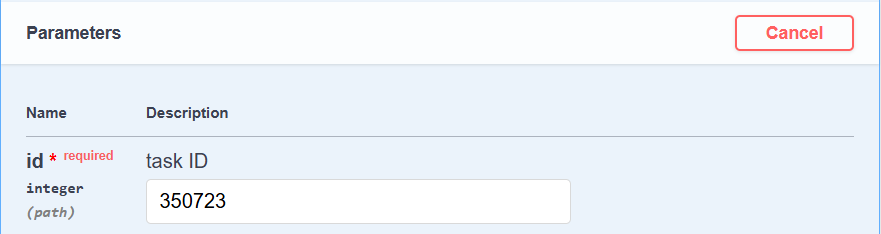 Parameters
Cancel
Name Description
id * required task ID
integer
(path)
350723